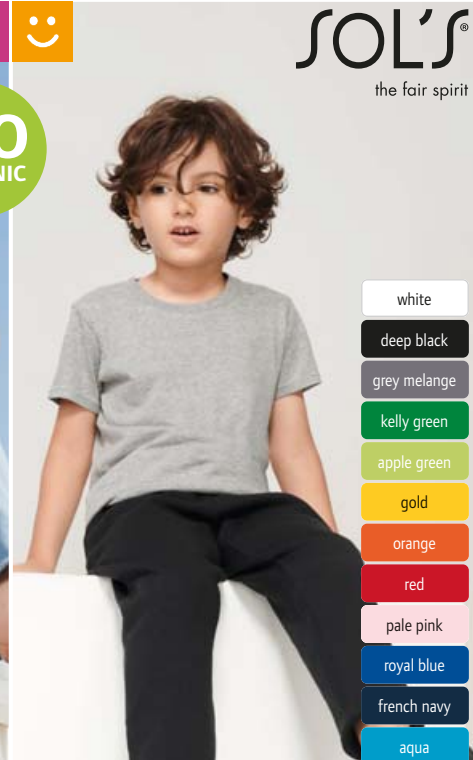 SOL'S®
the fair spirit
O
NIC
white
deep black
grey melange
kelly green
apple green
gold
orange
red
pale pink
royal blue
french navy
aqua